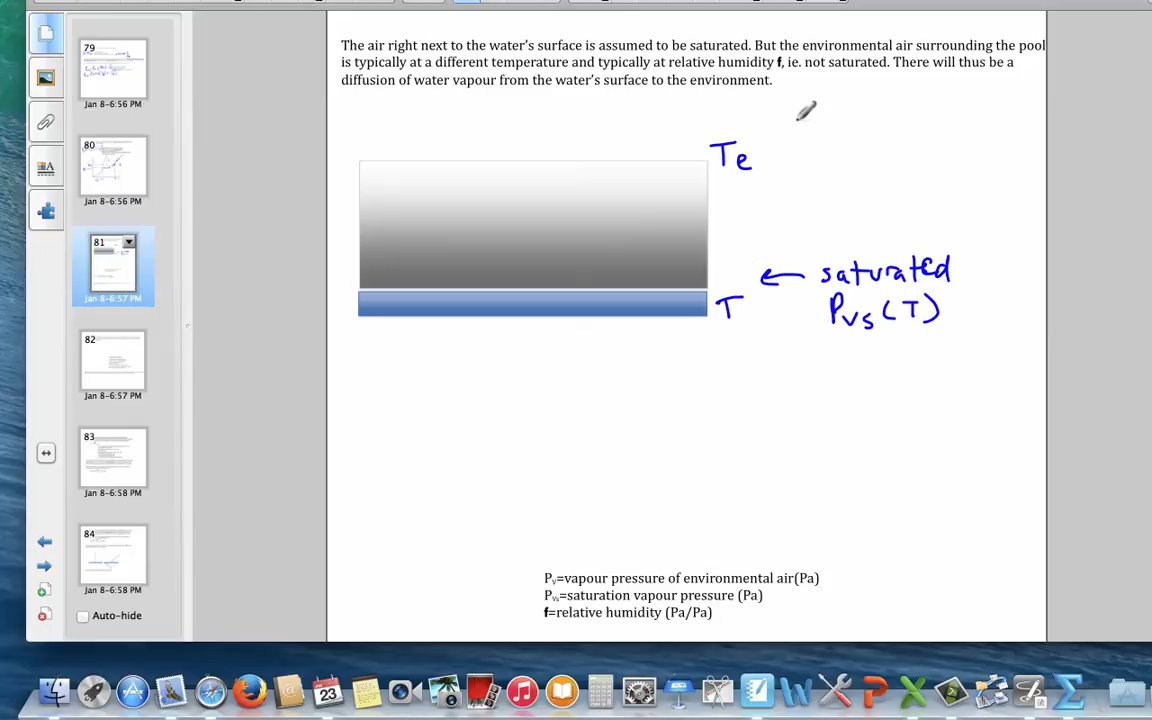 The air right next to the water's surface is assumed to be saturated. But the environmental air surrounding the pool
is typically at a different temperature and typically at relative humidity f, ie. not saturated. There will thus be a
diffusion of water vapour from the water's surface to the environment.
Te
saturated
T
Pvs(T)
Pv=vapour pressure of environmental air(Pa)
Pvs=saturation vapour pressure (Pa)
f=relative humidity (Pa/Pa)
79
Jan 8-6:56 PM
80
Jan 8-6:56 PM
81
Jan 8-6:57 PM
82
Jan 8-6:57 PM
83
Jan 8-6:58 PM
84
Jan 8-6:58 PM
Auto-hide
23